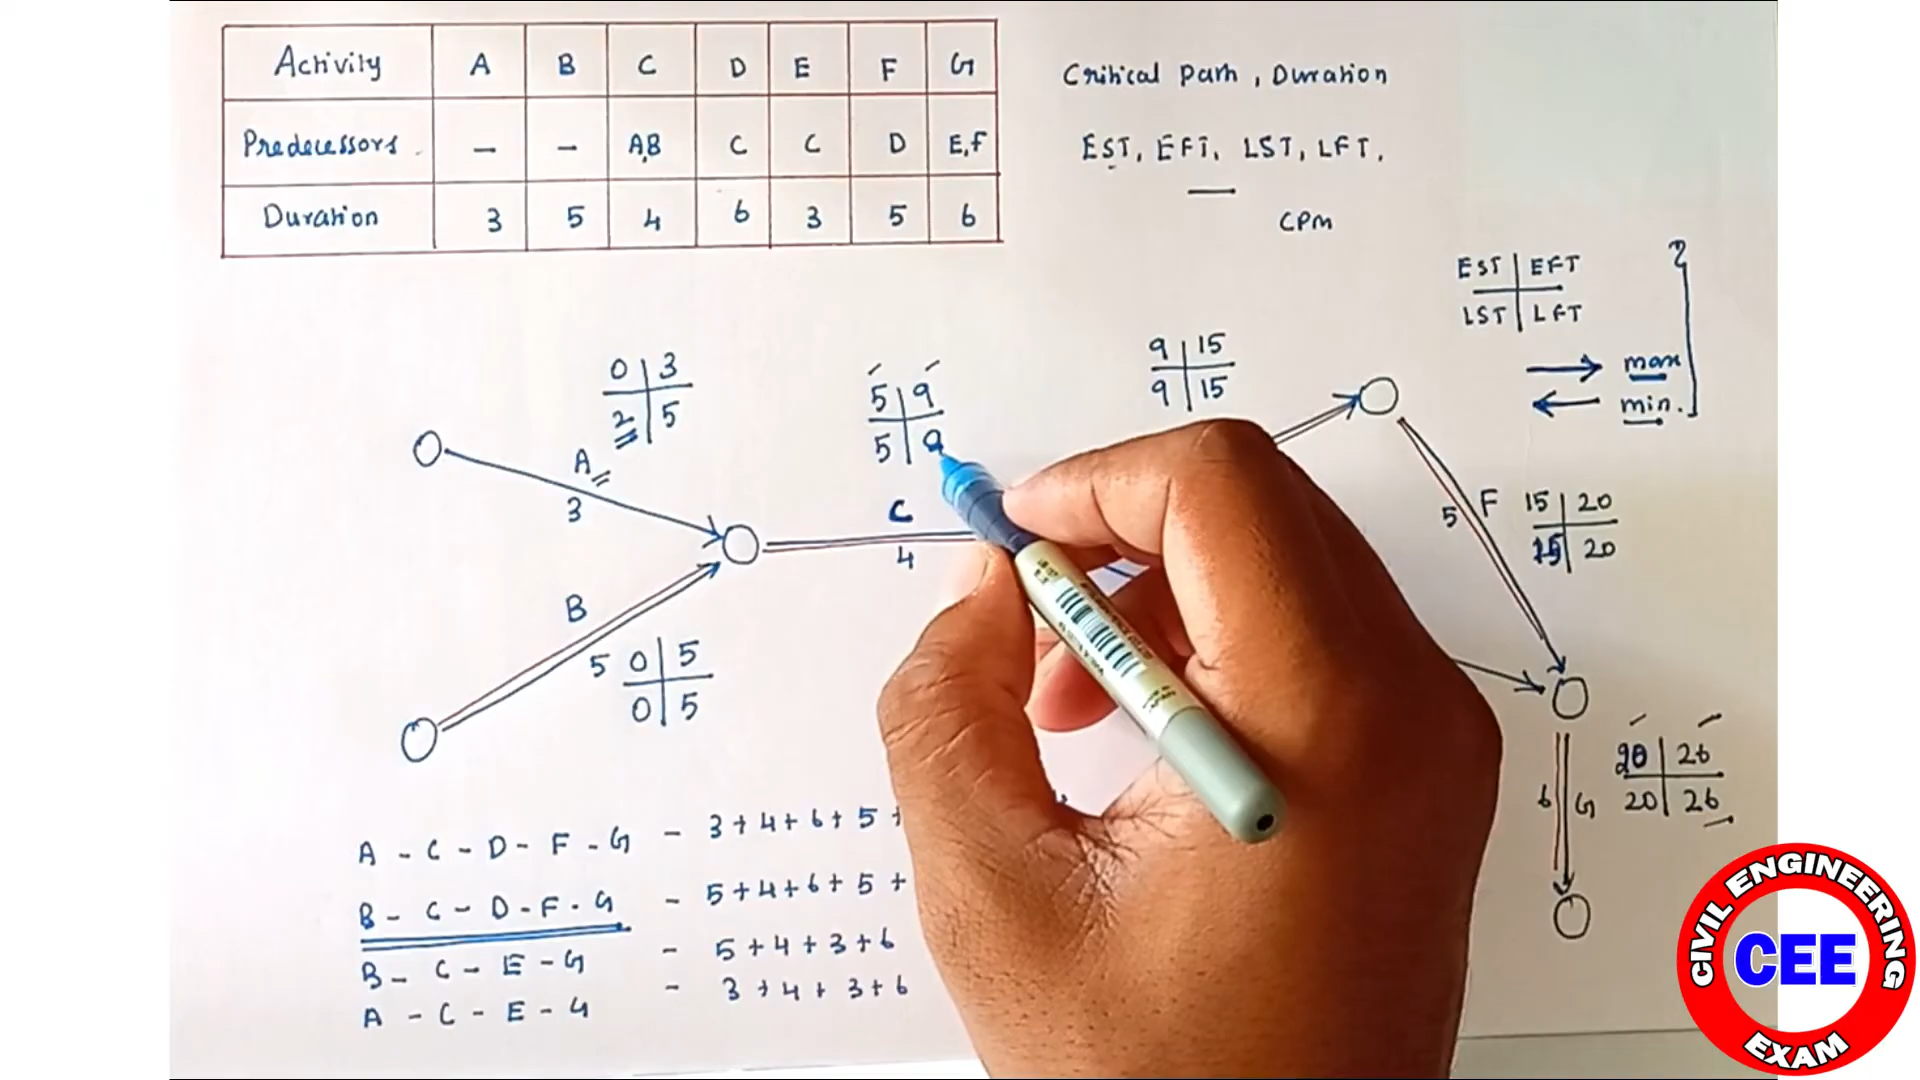 Activity A B C D E F G
Predecessors - - A,B C C D E,F
Duration 3 5 4 6 3 5 6
Critical Path , Duration
EST, EFT, LST, LFT,
CPM
EST EFT
LST LFT
max
min.
0 3
2 5
A
3
5 9
5 9
C
4
9 15
9 15
F
5
15 20
15 20
B
5
0 5
0 5
20 26
20 26
6 G
A - C - D - F - G - 3 + 4 + 6 + 5 +
B - C - D - F - G - 5 + 4 + 6 + 5 +
B - C - E - G - 5 + 4 + 3 + 6
A - C - E - G - 3 + 4 + 3 + 6
CIVIL ENGINEERING
CEE
EXAM